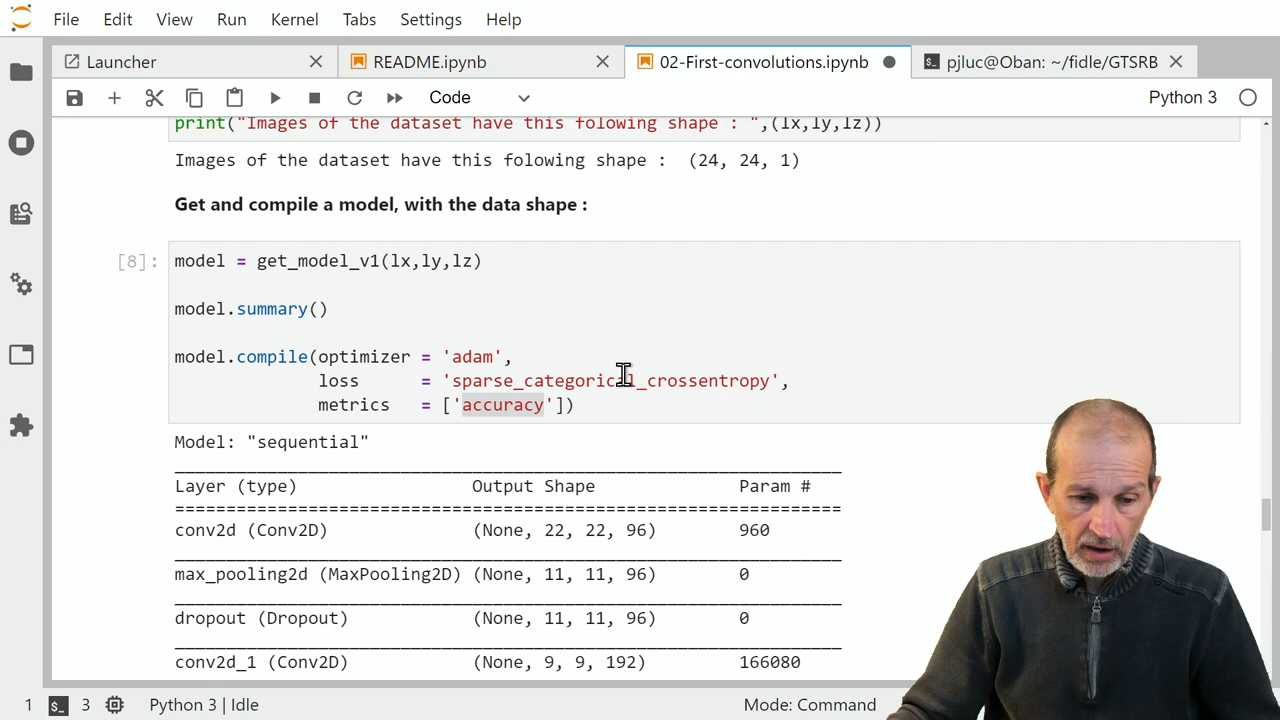 File Edit View Run Kernel Tabs Settings Help
Launcher README.ipynb 02-First-convolutions.ipynb pjluc@Oban: ~/fidle/GTSRB
Code Python 3
print("Images of the dataset have this folowing shape : ",(lx,ly,lz))
Images of the dataset have this folowing shape :  (24, 24, 1)
Get and compile a model, with the data shape :
[8]: model = get_model_v1(lx,ly,lz)
model.summary()
model.compile(optimizer = 'adam',
loss      = 'sparse_categorical_crossentropy',
metrics   = ['accuracy'])
Model: "sequential"
Layer (type) Output Shape Param #
conv2d (Conv2D) (None, 22, 22, 96) 960
max_pooling2d (MaxPooling2D) (None, 11, 11, 96) 0
dropout (Dropout) (None, 11, 11, 96) 0
conv2d_1 (Conv2D) (None, 9, 9, 192) 166080
1 $_ 3 Python 3 | Idle Mode: Command